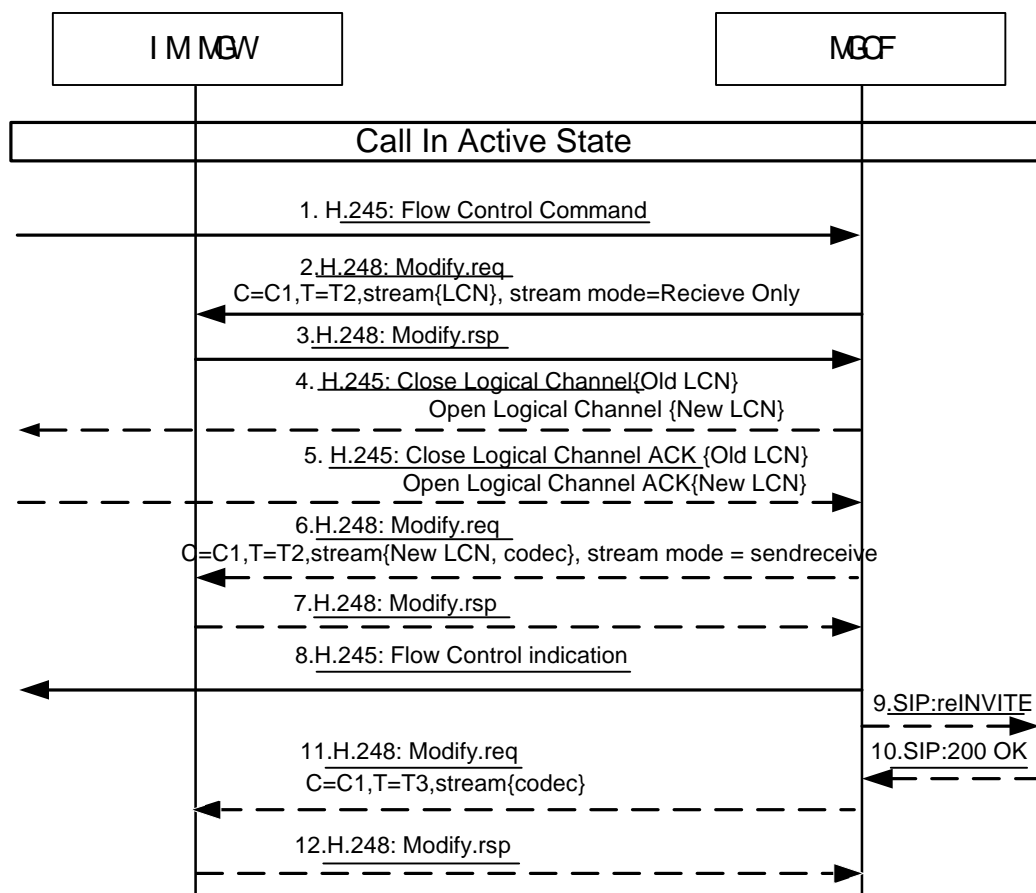 IM MGW
MGCF
Call In Active State
1. H.245: Flow Control Command
2.H.248: Modify.req
C=C1,T=T2,stream{LCN}, stream mode=Recieve Only
3.H.248: Modify.rsp
4. H.245: Close Logical Channel{Old LCN}
Open Logical Channel {New LCN}
5. H.245: Close Logical Channel ACK {Old LCN}
Open Logical Channel ACK{New LCN}
6.H.248: Modify.req
C=C1,T=T2,stream{New LCN, codec}, stream mode = sendreceive
7.H.248: Modify.rsp
8.H.245: Flow Control indication
9.SIP:reINVITE
10.SIP:200 OK
11.H.248: Modify.req
C=C1,T=T3,stream{codec}
12.H.248: Modify.rsp